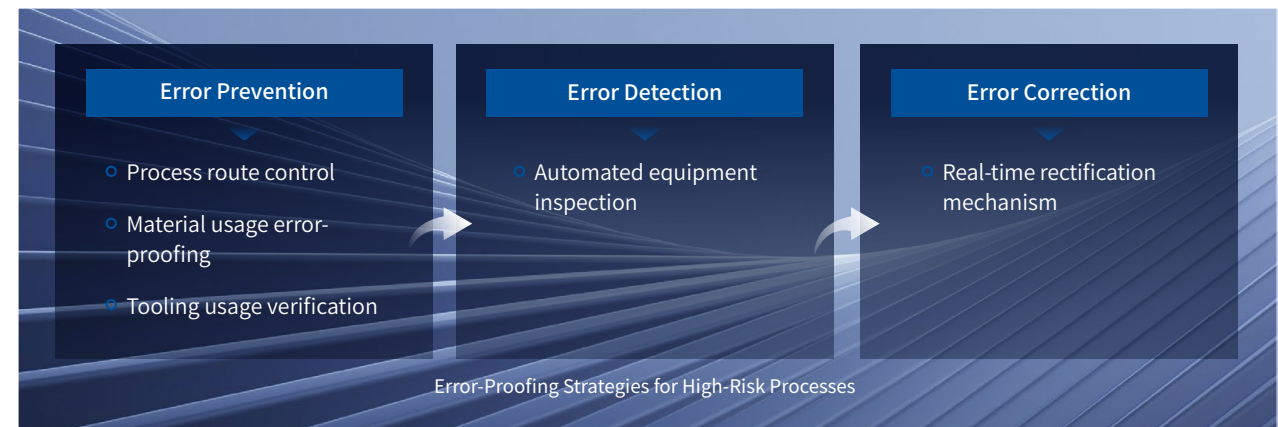 Error Prevention
Process route control
Material usage error-
proofing
Tooling usage verification
Error Detection
Automated equipment
inspection
Error Correction
Real-time rectification
mechanism
Error-Proofing Strategies for High-Risk Processes